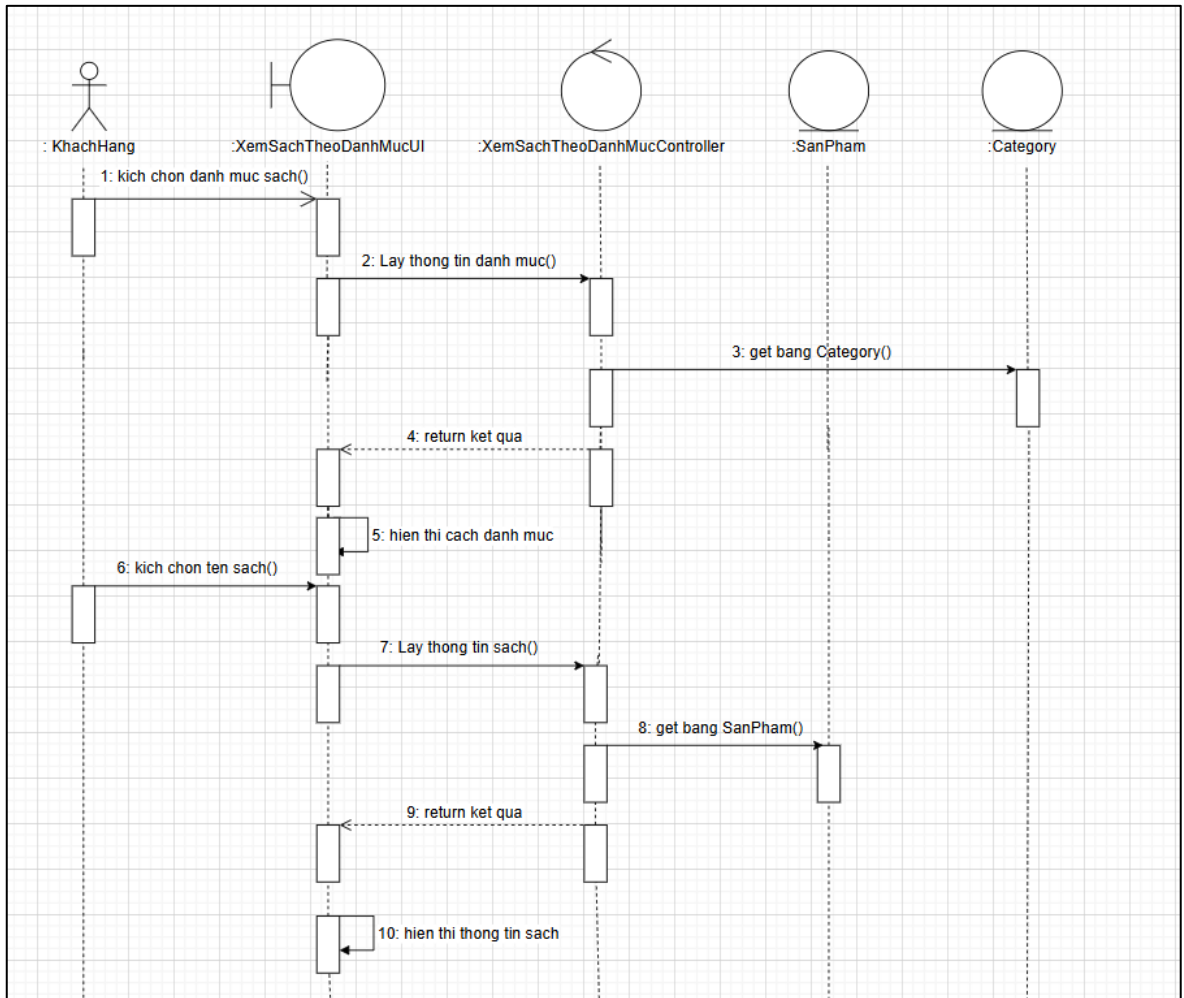 : KhachHang
:XemSachTheoDanhMucUI
:XemSachTheoDanhMucController
:SanPham
:Category
1: kich chon danh muc sach()
2: Lay thong tin danh muc()
3: get bang Category()
4: return ket qua
5: hien thi cach danh muc
6: kich chon ten sach()
7: Lay thong tin sach()
8: get bang SanPham()
9: return ket qua
10: hien thi thong tin sach